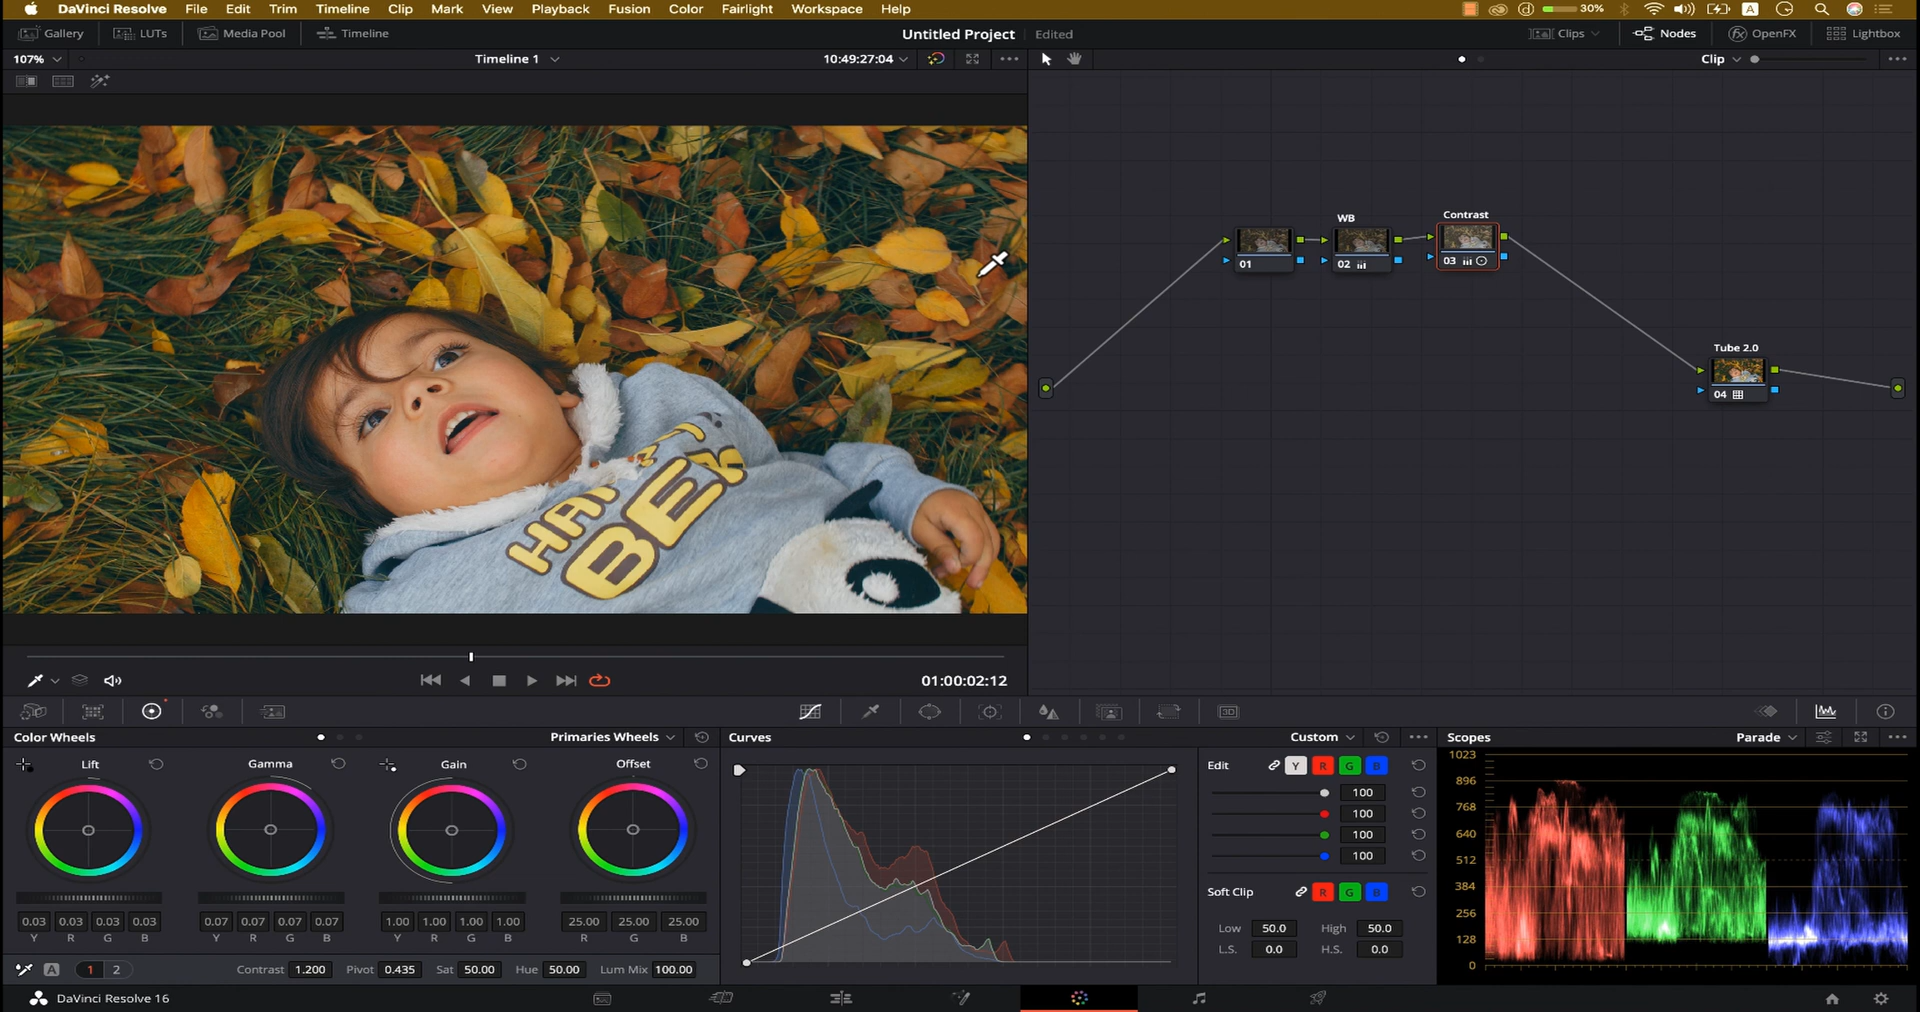 DaVinci Resolve File Edit Trim Timeline Clip Mark View Playback Fusion Color Fairlight Workspace Help 30% A
Gallery LUTs Media Pool Timeline Untitled Project Edited Clips Nodes OpenFX Lightbox
107% Timeline 1 10:49:27:04 Clip
WB
Contrast
01 02 03
Tube 2.0
04
BE
01:00:02:12
Color Wheels Primaries Wheels Curves Custom Scopes Parade
Lift Gamma Gain Offset
Edit Y R G B
100
100
100
100
Soft Clip R G B
Low 50.0 High 50.0
L.S. 0.0 H.S. 0.0
1023
896
768
640
512
384
256
128
0
0.03 0.03 0.03 0.03 0.07 0.07 0.07 0.07 1.00 1.00 1.00 1.00 25.00 25.00 25.00
Y R G B Y R G B Y R G B R G B
A 1 2 Contrast 1.200 Pivot 0.435 Sat 50.00 Hue 50.00 Lum Mix 100.00
DaVinci Resolve 16